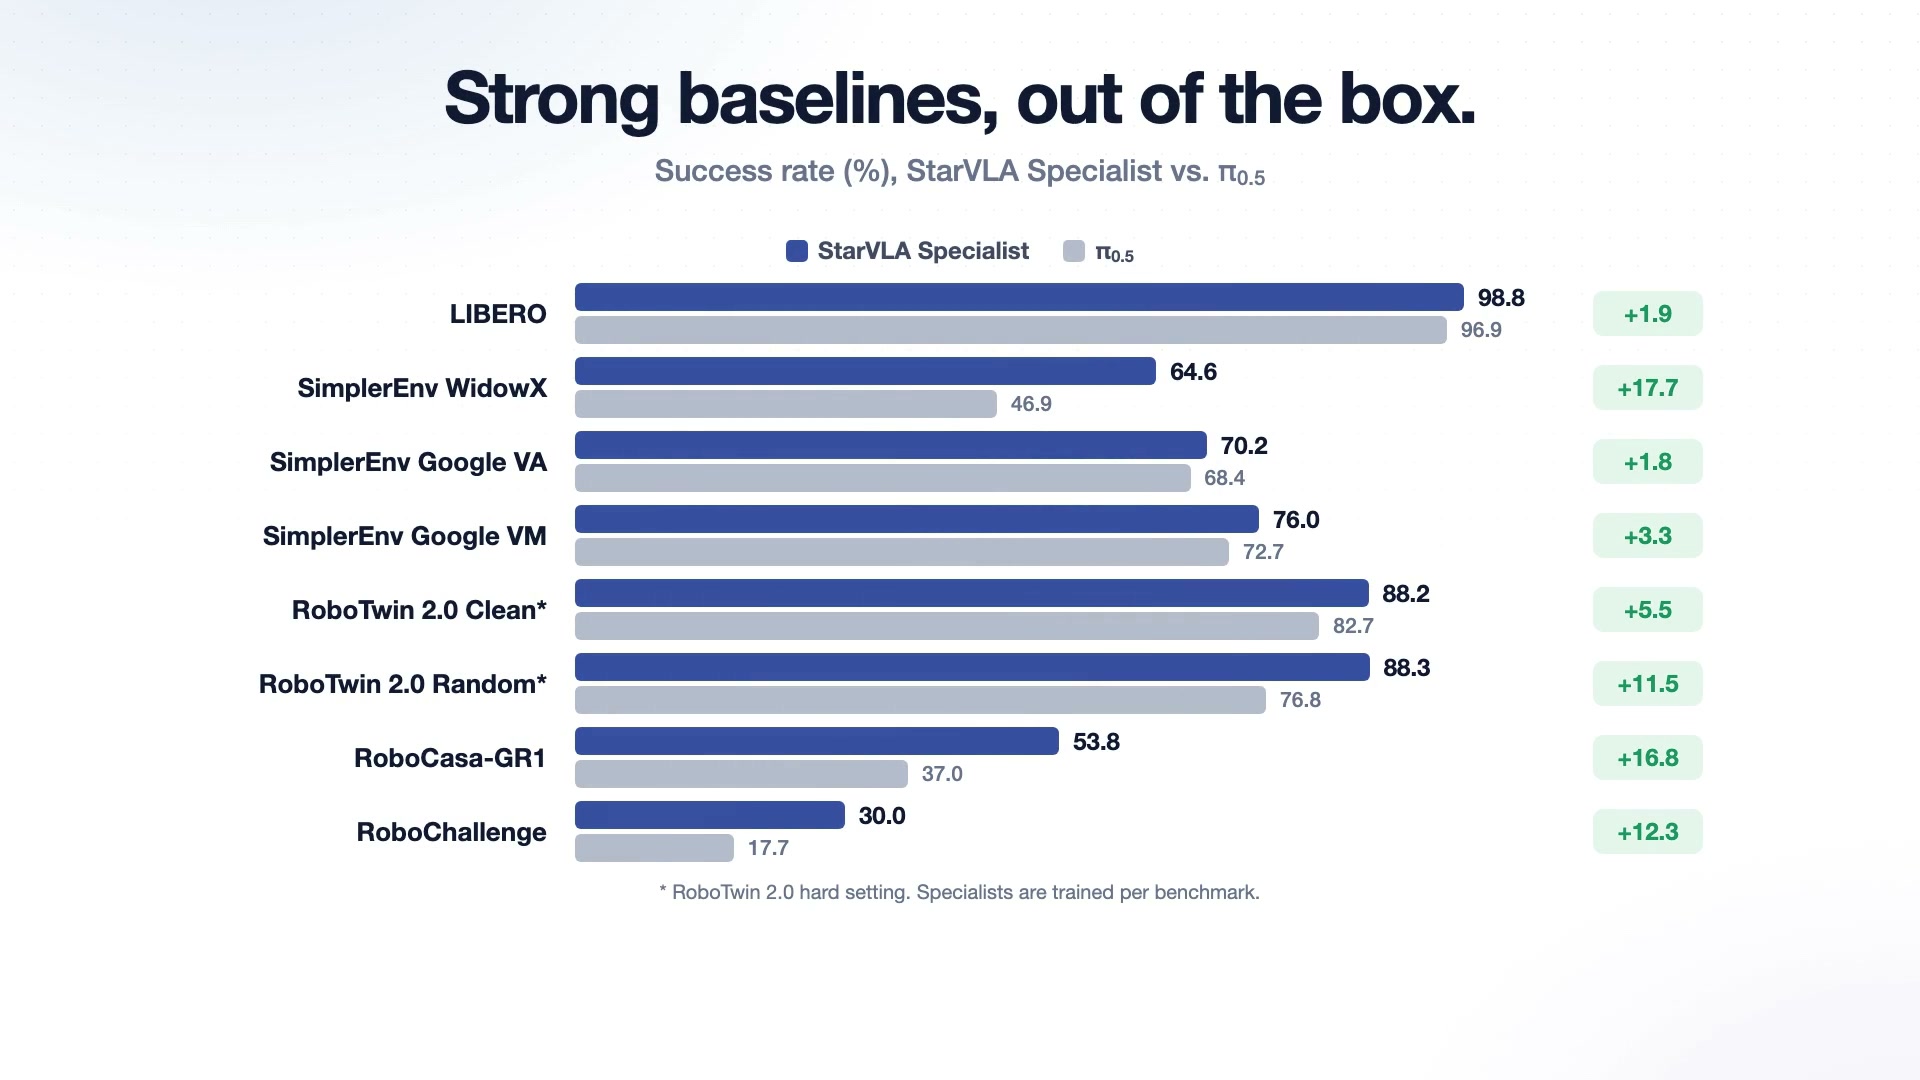 Strong baselines, out of the box.
Success rate (%), StarVLA Specialist vs. π0.5
StarVLA Specialist π0.5
LIBERO 98.8 96.9 +1.9
SimplerEnv WidowX 64.6 46.9 +17.7
SimplerEnv Google VA 70.2 68.4 +1.8
SimplerEnv Google VM 76.0 72.7 +3.3
RoboTwin 2.0 Clean* 88.2 82.7 +5.5
RoboTwin 2.0 Random* 88.3 76.8 +11.5
RoboCasa-GR1 53.8 37.0 +16.8
RoboChallenge 30.0 17.7 +12.3
* RoboTwin 2.0 hard setting. Specialists are trained per benchmark.